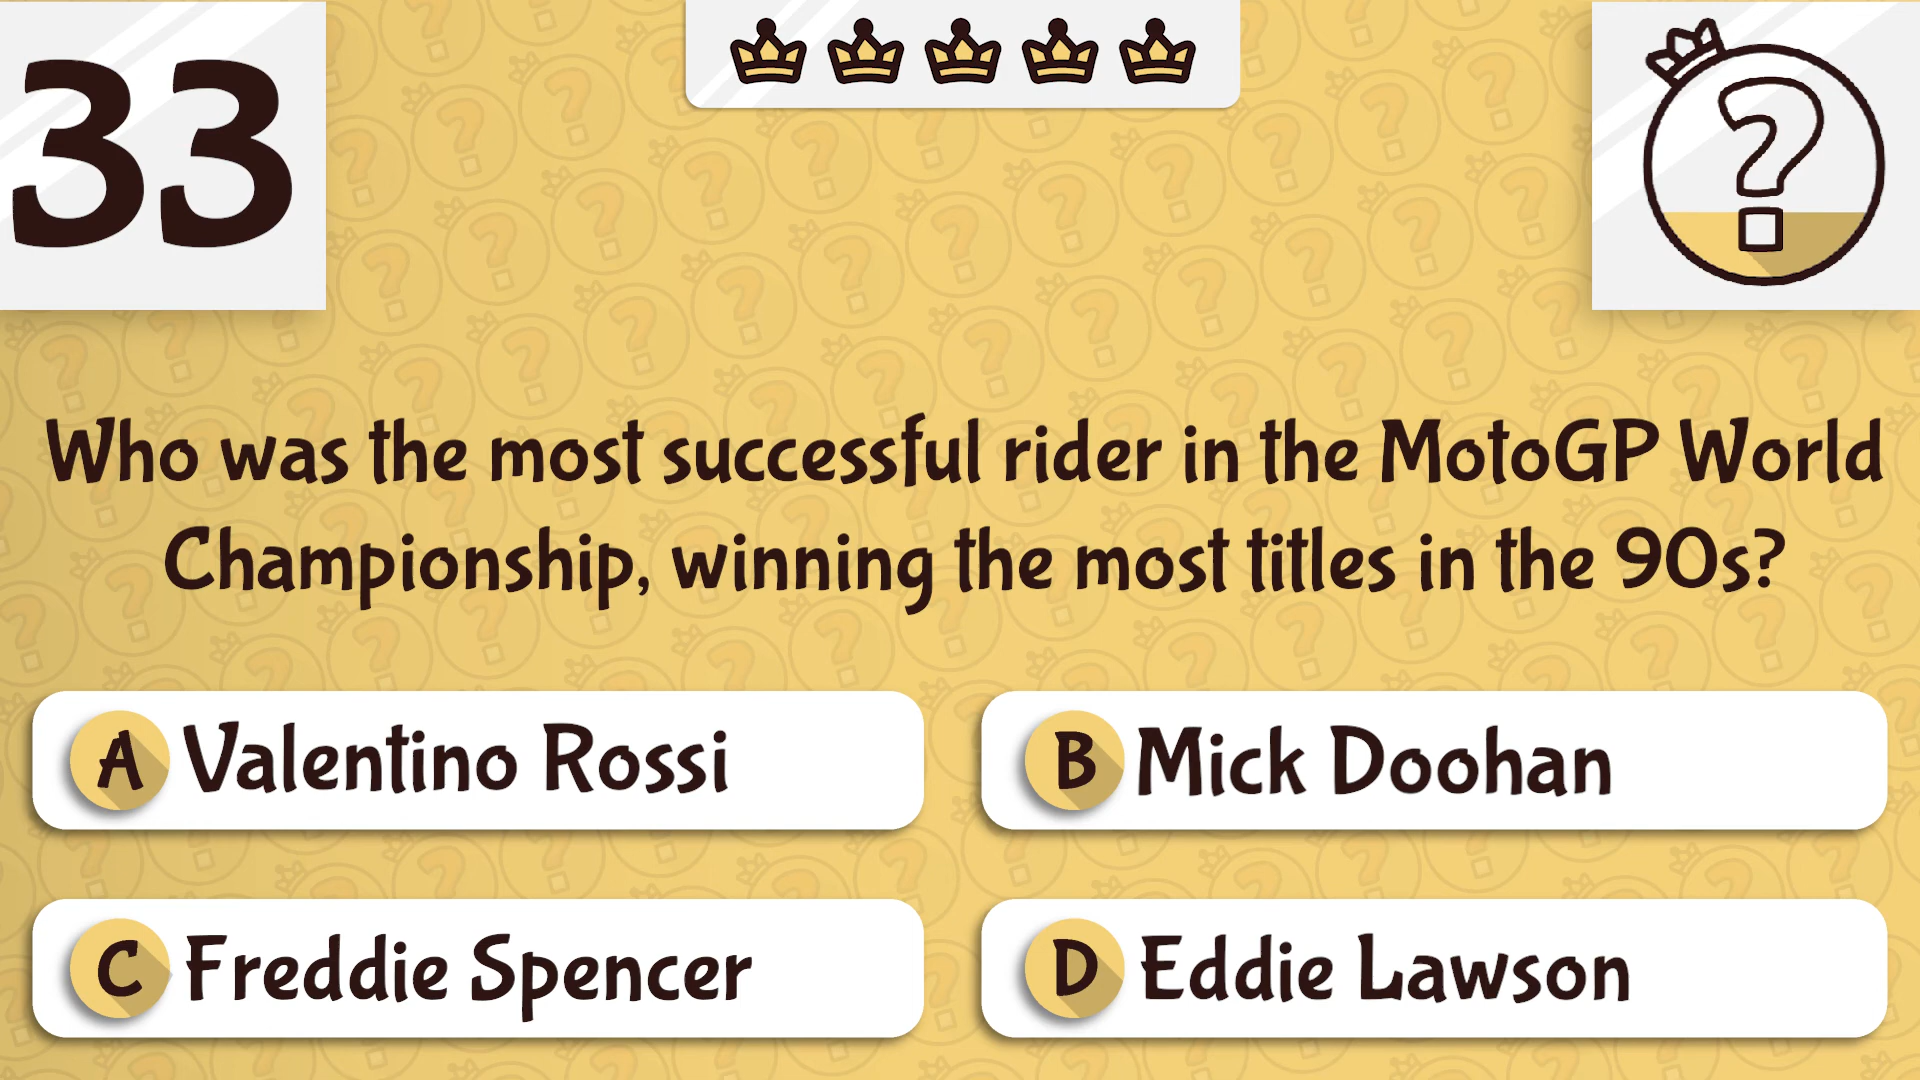 33
Who was the most successful rider in the MotoGP World
Championship, winning the most titles in the 90s?
A Valentino Rossi
B Mick Doohan
C Freddie Spencer
D Eddie Lawson